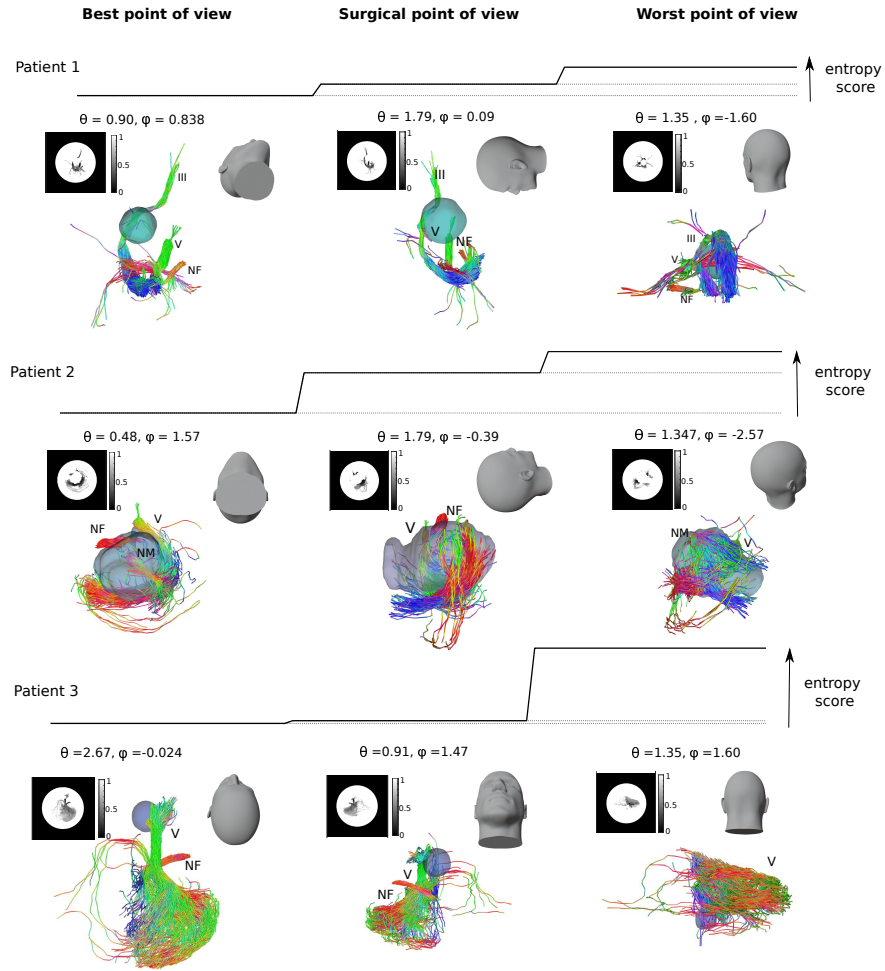 Best point of view
Surgical point of view
Worst point of view
Patient 1
entropy
score
θ = 0.90, φ = 0.838
θ = 1.79, φ = 0.09
θ = 1.35 , φ =-1.60
1
0.5
0
1
0.5
0
1
0.5
0
III
V
NF
III
V
NF
III
V
NF
Patient 2
entropy
score
θ = 0.48, φ = 1.57
θ = 1.79, φ = -0.39
θ = 1.347, φ = -2.57
1
0.5
0
1
0.5
0
1
0.5
0
NF
V
NM
V
NF
NM
V
Patient 3
entropy
score
θ =2.67, φ =-0.024
θ =0.91, φ =1.47
θ =1.35, φ =1.60
1
0.5
0
1
0.5
0
1
0.5
0
V
NF
V
NF
V